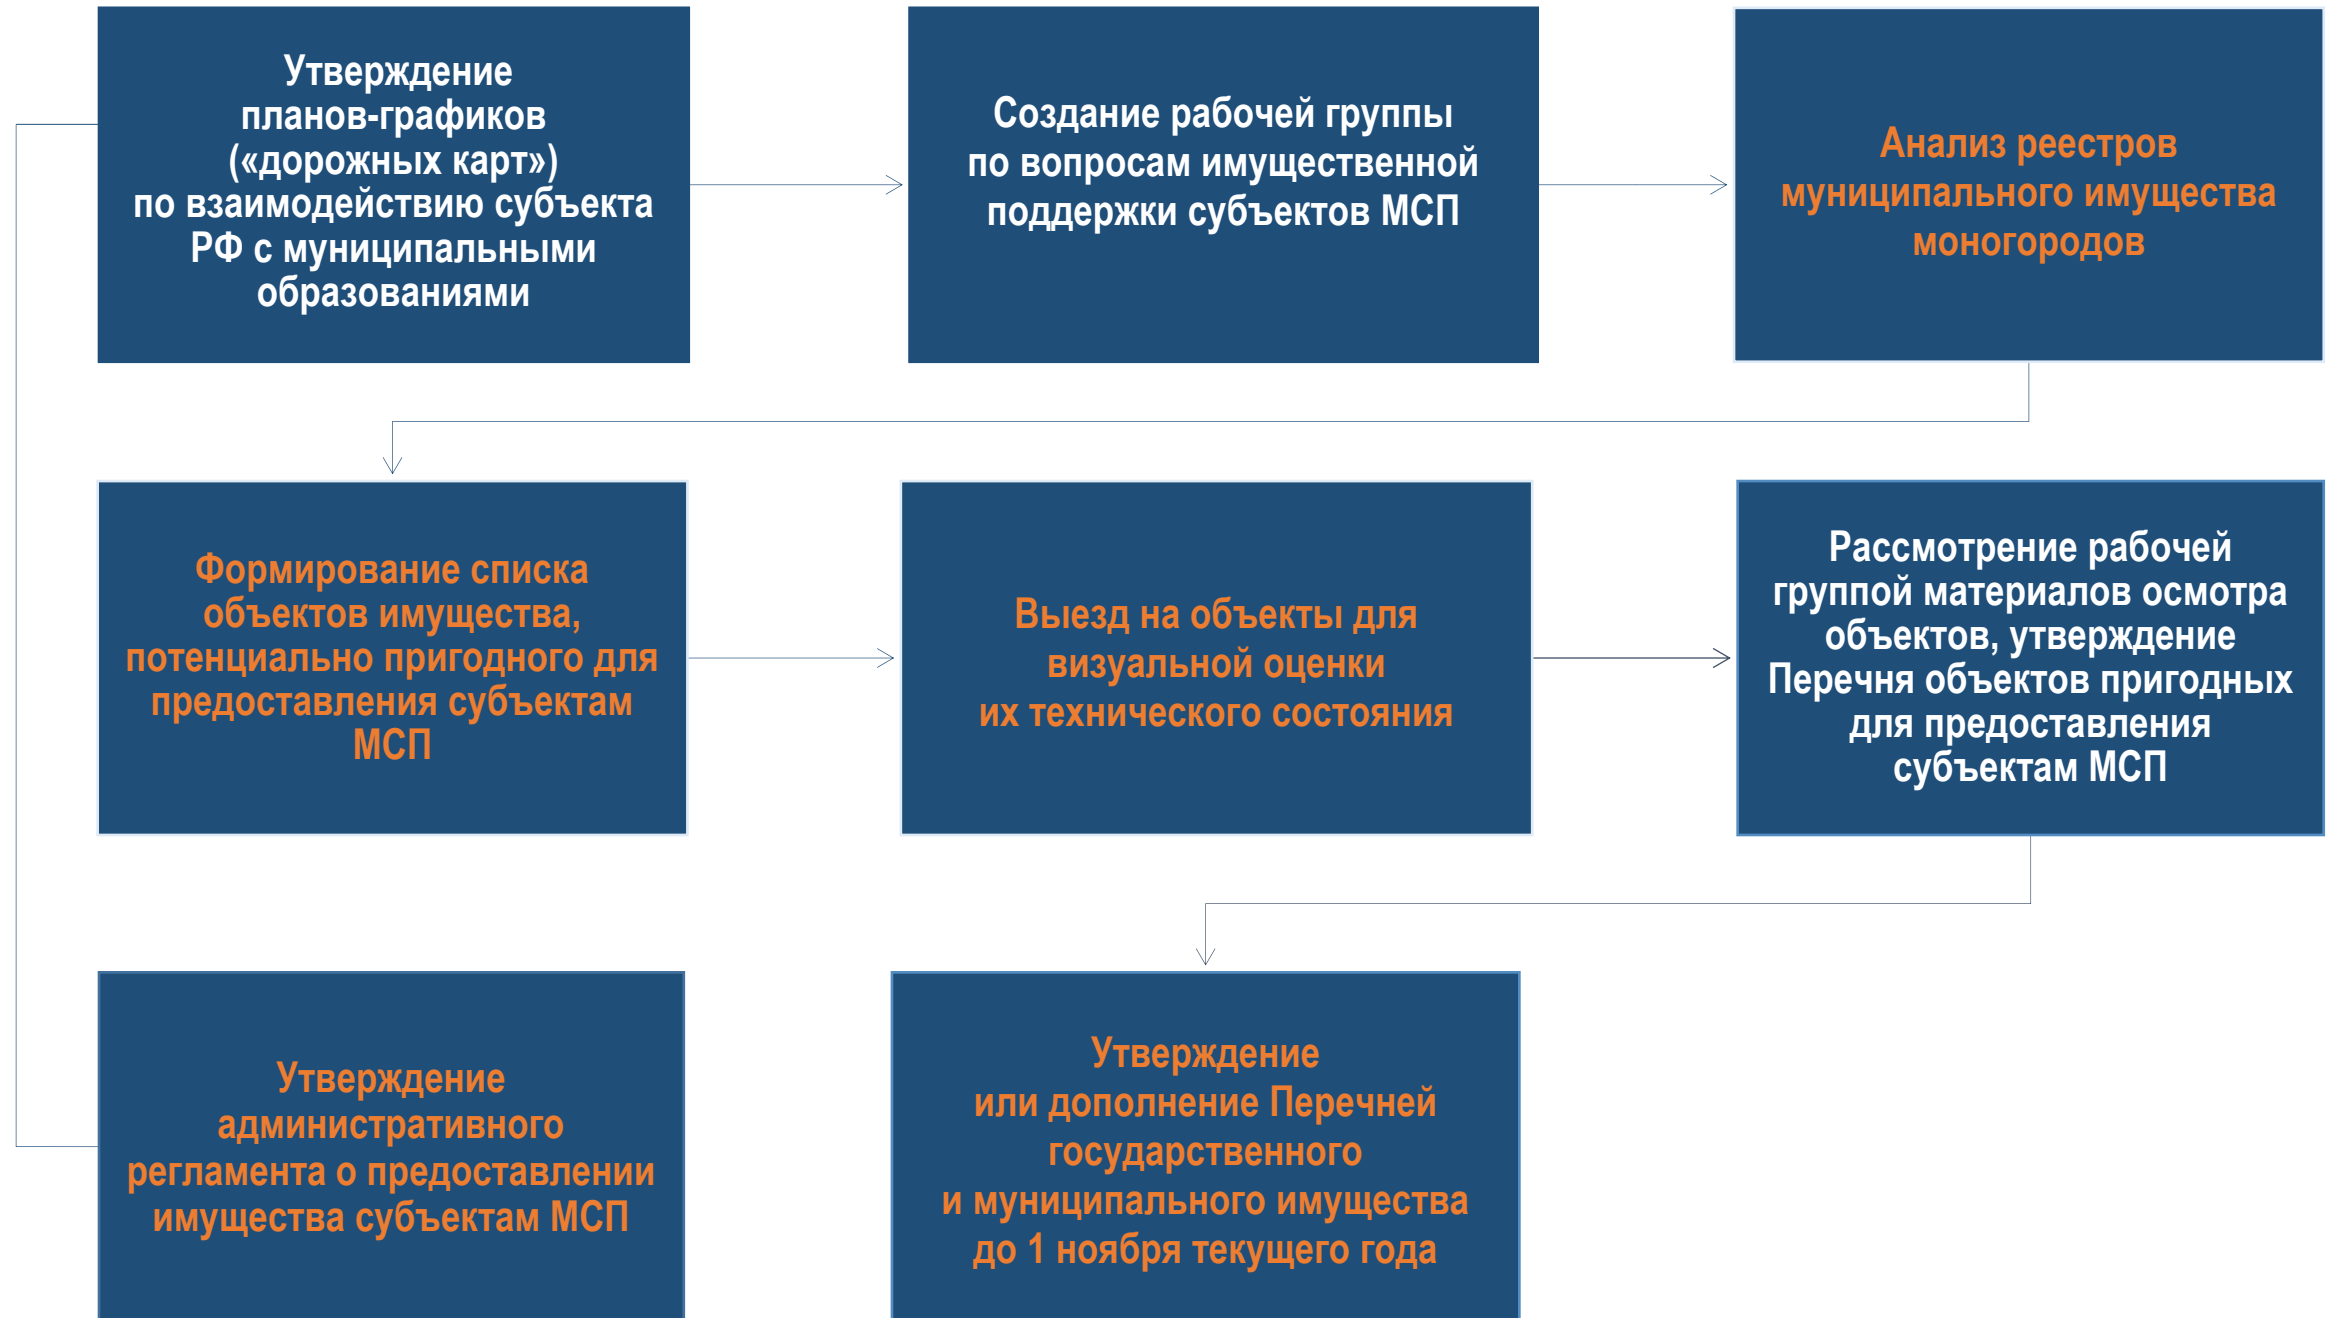 Утверждение
планов-графиков
(«дорожных карт»)
по взаимодействию субъекта
РФ с муниципальными
образованиями
Создание рабочей группы
по вопросам имущественной
поддержки субъектов МСП
Анализ реестров
муниципального имущества
моногородов
Формирование списка
объектов имущества,
потенциально пригодного для
предоставления субъектам
МСП
Выезд на объекты для
визуальной оценки
их технического состояния
Рассмотрение рабочей
группой материалов осмотра
объектов, утверждение
Перечня объектов пригодных
для предоставления
субъектам МСП
Утверждение
административного
регламента о предоставлении
имущества субъектам МСП
Утверждение
или дополнение Перечней
государственного
и муниципального имущества
до 1 ноября текущего года